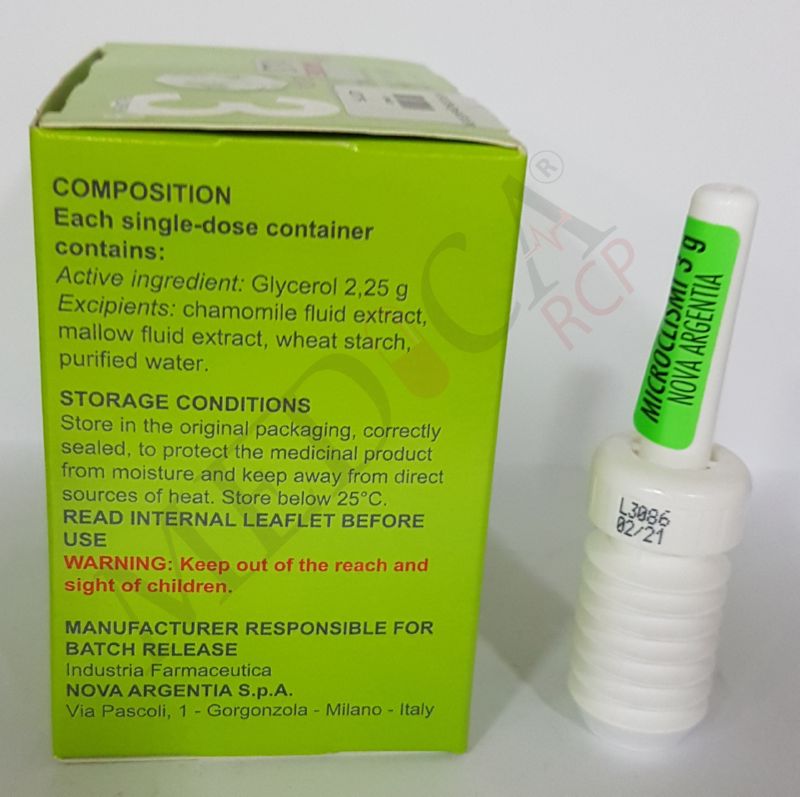 3
COMPOSITION
Each single-dose container
contains:
Active ingredient: Glycerol 2,25 g
Excipients: chamomile fluid extract,
mallow fluid extract, wheat starch,
purified water.
STORAGE CONDITIONS
Store in the original packaging, correctly
sealed, to protect the medicinal product
from moisture and keep away from direct
sources of heat. Store below 25°C.
READ INTERNAL LEAFLET BEFORE
USE
WARNING: Keep out of the reach and
sight of children.
MANUFACTURER RESPONSIBLE FOR
BATCH RELEASE
Industria Farmaceutica
NOVA ARGENTIA S.p.A.
Via Pascoli, 1 - Gorgonzola - Milano - Italy
MICROCLISMI 3 g
NOVA ARGENTIA
L3086
02/21
MEDICA®
RCP